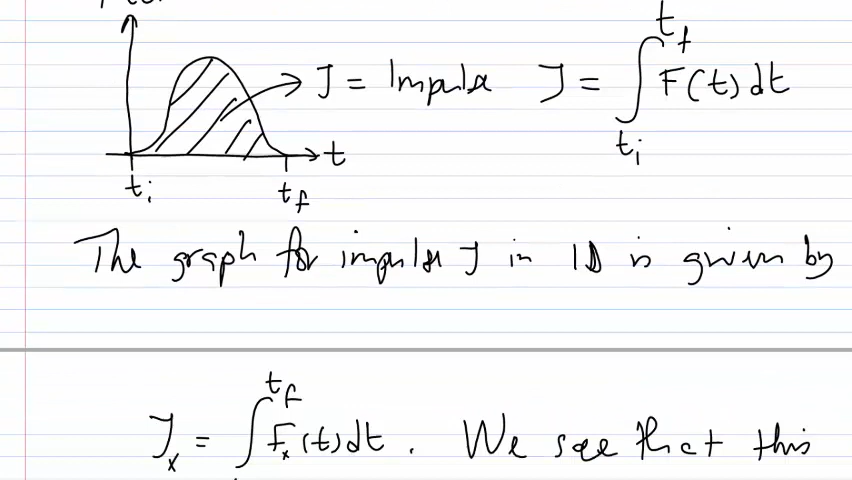 J = Impulse J = ∫ F(t) dt
t_f
t_i
t
t_i t_f
The graph for impulse J in 1D is given by
J_x = ∫ F_x(t) dt . We see that this
t_f